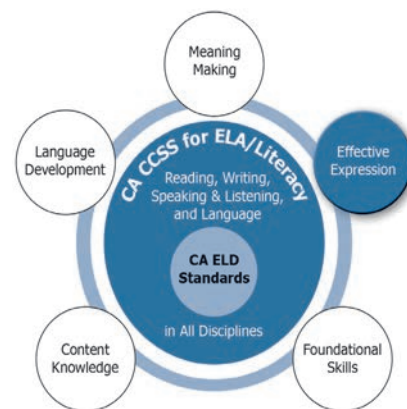 Meaning
Making
Language
Development
Effective
Expression
CA CCSS for ELA/Literacy
Reading, Writing,
Speaking & Listening,
and Language
CA ELD
Standards
in All Disciplines
Content
Knowledge
Foundational
Skills